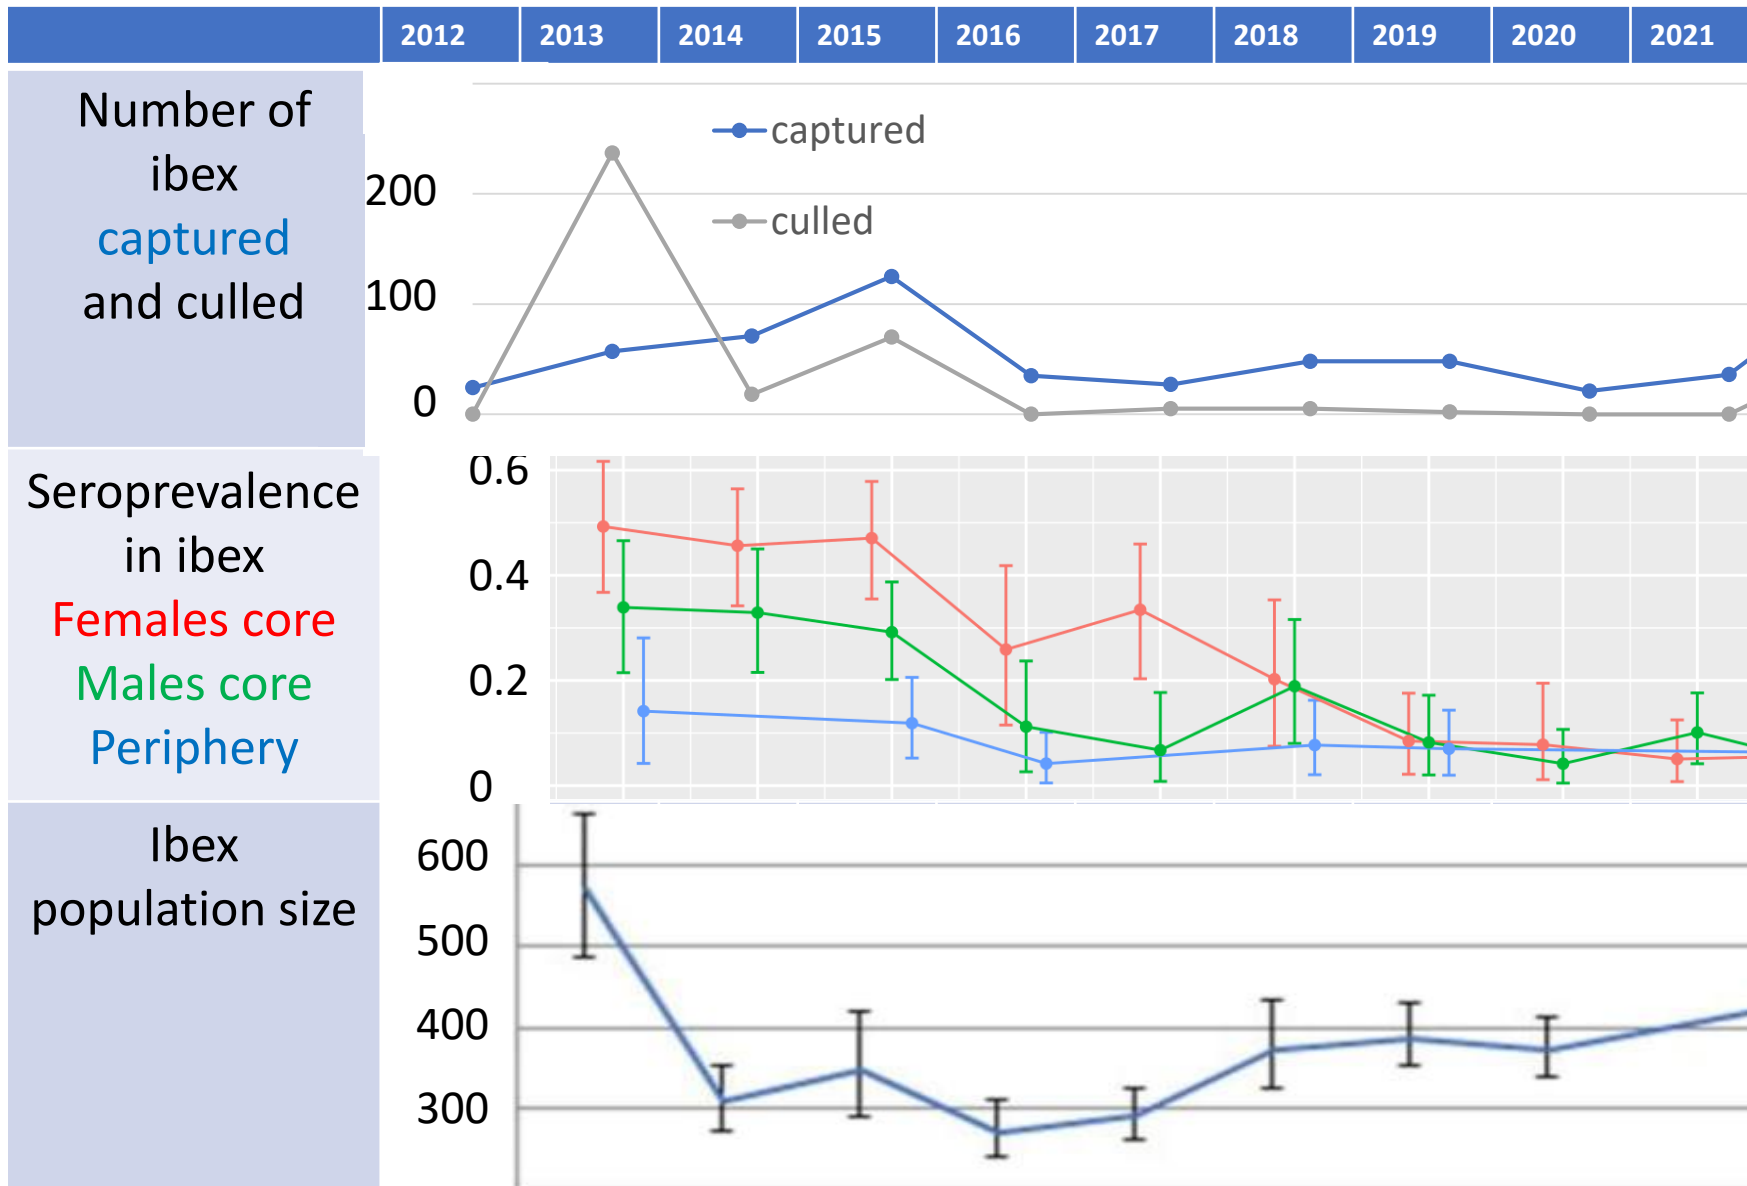 2012 2013 2014 2015 2016 2017 2018 2019 2020 2021
Number of
ibex
captured
and culled
captured
culled
200
100
0
Seroprevalence
in ibex
Females core
Males core
Periphery
0.6
0.4
0.2
0
Ibex
population size
600
500
400
300